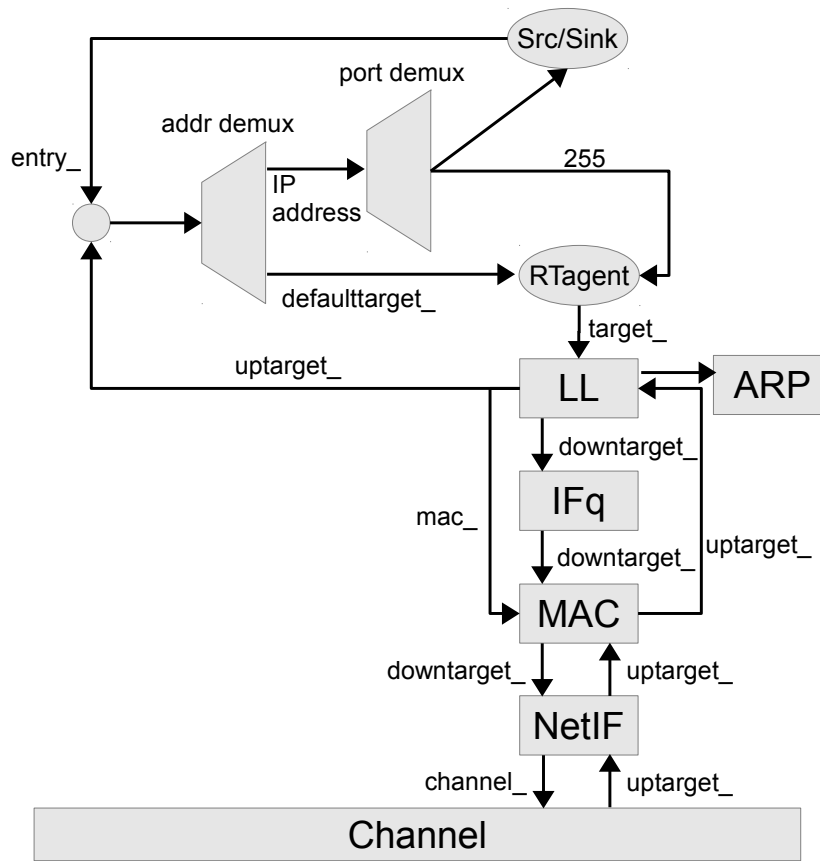 Src/Sink
port demux
addr demux
entry_
255
IP
address
RTagent
defaulttarget_
target_
uptarget_
LL
ARP
downtarget_
IFq
mac_
downtarget_
uptarget_
MAC
downtarget_
uptarget_
NetIF
channel_
uptarget_
Channel